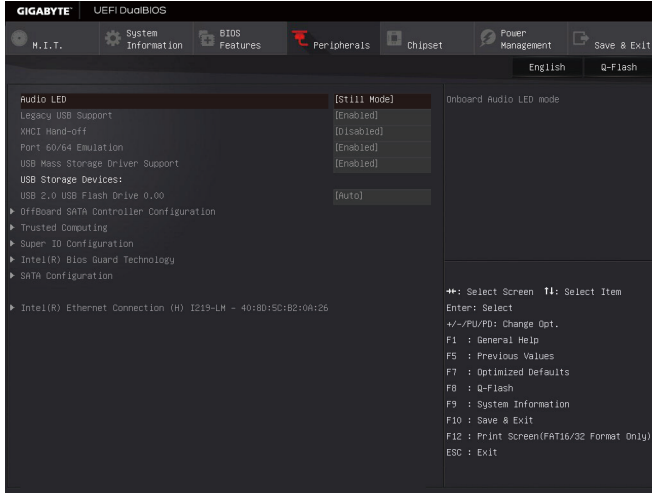 GIGABYTE™ UEFI DualBIOS
M.I.T. System Information BIOS Features Peripherals Chipset Power Management Save & Exit
English Q-Flash
Audio LED [Still Mode] Onboard Audio LED mode
Legacy USB Support [Enabled]
XHCI Hand-off [Disabled]
Port 60/64 Emulation [Enabled]
USB Mass Storage Driver Support [Enabled]
USB Storage Devices:
USB 2.0 USB Flash Drive 0.00 [Auto]
OffBoard SATA Controller Configuration
Trusted Computing
Super IO Configuration
Intel(R) Bios Guard Technology
SATA Configuration
Intel(R) Ethernet Connection (H) I219-LM - 40:8D:5C:B2:0A:26
→←: Select Screen ↑↓: Select Item
Enter: Select
+/-/PU/PD: Change Opt.
F1 : General Help
F5 : Previous Values
F7 : Optimized Defaults
F8 : Q-Flash
F9 : System Information
F10 : Save & Exit
F12 : Print Screen(FAT16/32 Format Only)
ESC : Exit